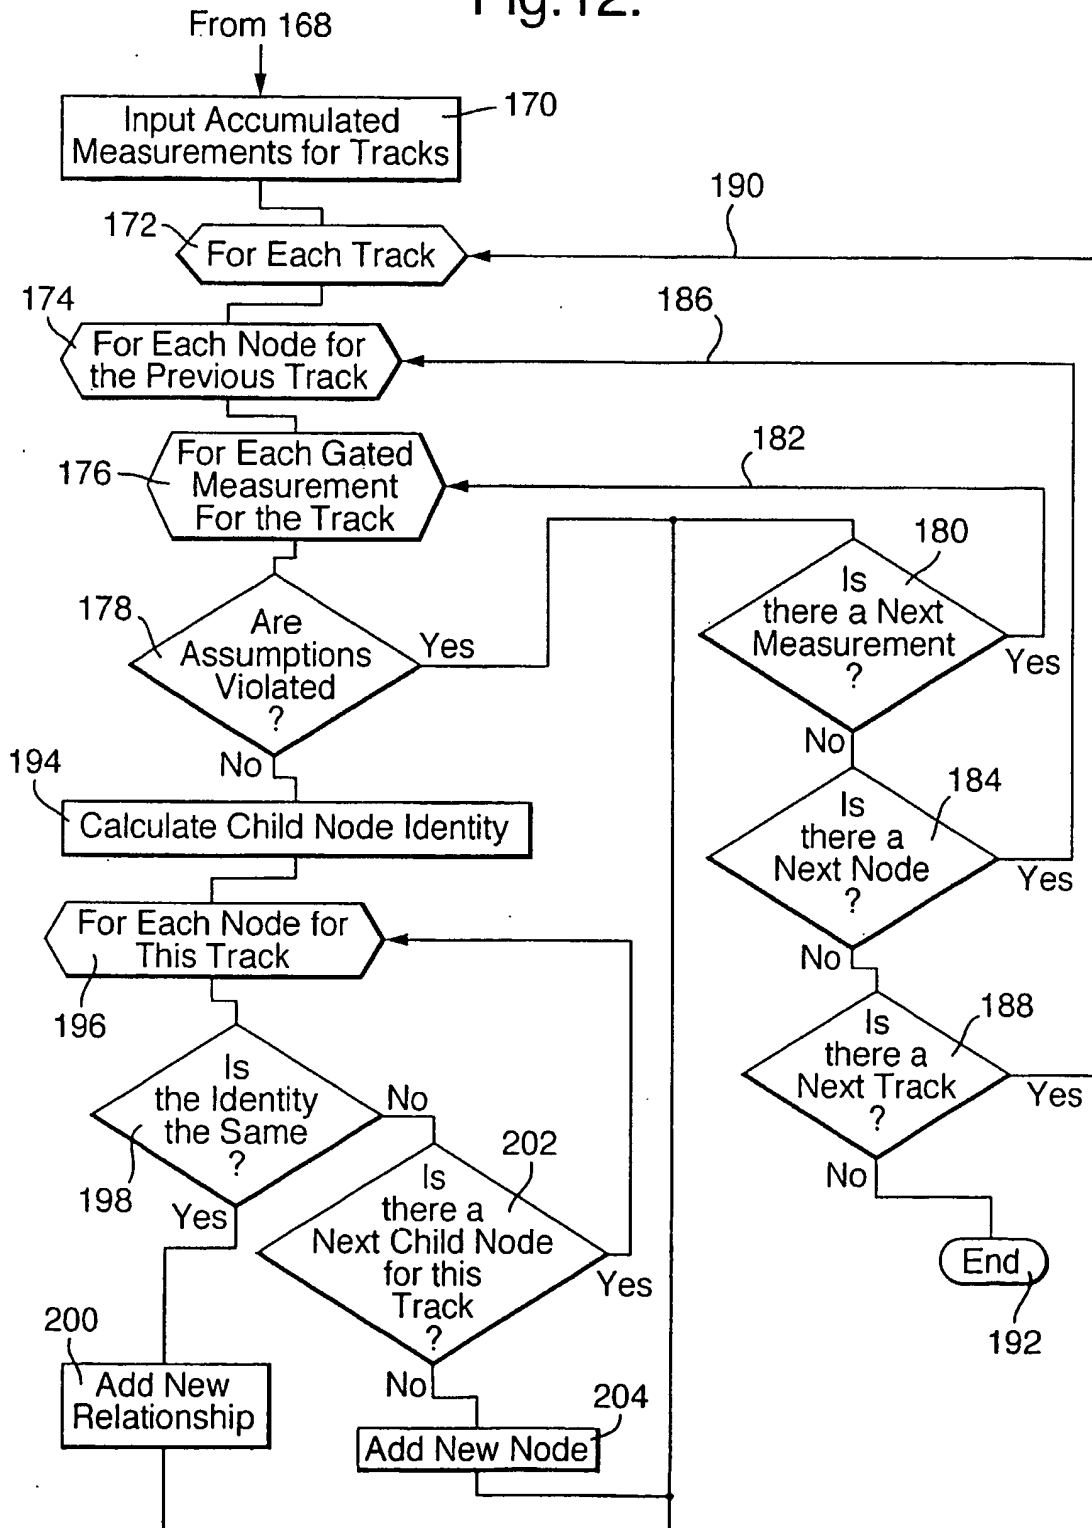 Fig.12.
From 168
Input Accumulated
Measurements for Tracks
170
190
172
For Each Track
174
186
For Each Node for
the Previous Track
182
176
For Each Gated
Measurement
For the Track
180
178
Are
Assumptions
Violated
?
Yes
Is
there a Next
Measurement
?
Yes
No
No
194
Calculate Child Node Identity
184
Is
there a
Next Node
?
Yes
No
For Each Node for
This Track
196
188
Is
there a
Next Track
?
Yes
No
Is
the Identity
the Same
?
No
198
Yes
202
Is
there a
Next Child Node
for this
Track
?
Yes
No
End
192
200
Add New
Relationship
204
Add New Node